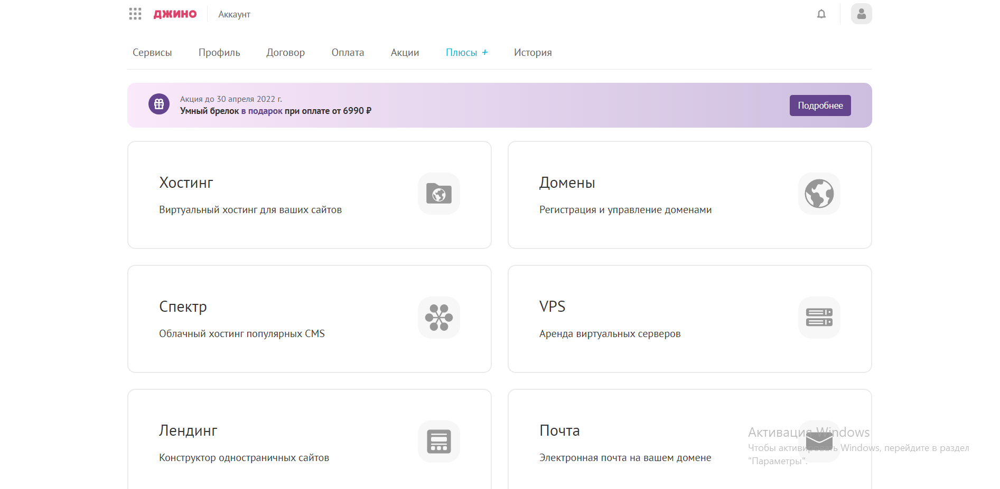 ДЖИНО
Аккаунт
Сервисы
Профиль
Договор
Оплата
Акции
Плюсы +
История
Акция до 30 апреля 2022 г.
Умный брелок в подарок при оплате от 6990 ₽
Подробнее
Хостинг
Виртуальный хостинг для ваших сайтов
Домены
Регистрация и управление доменами
Спектр
Облачный хостинг популярных CMS
VPS
Аренда виртуальных серверов
Лендинг
Конструктор одностраничных сайтов
Почта
Электронная почта на вашем домене
Активация Windows
Чтобы активировать Windows, перейдите в раздел
"Параметры".